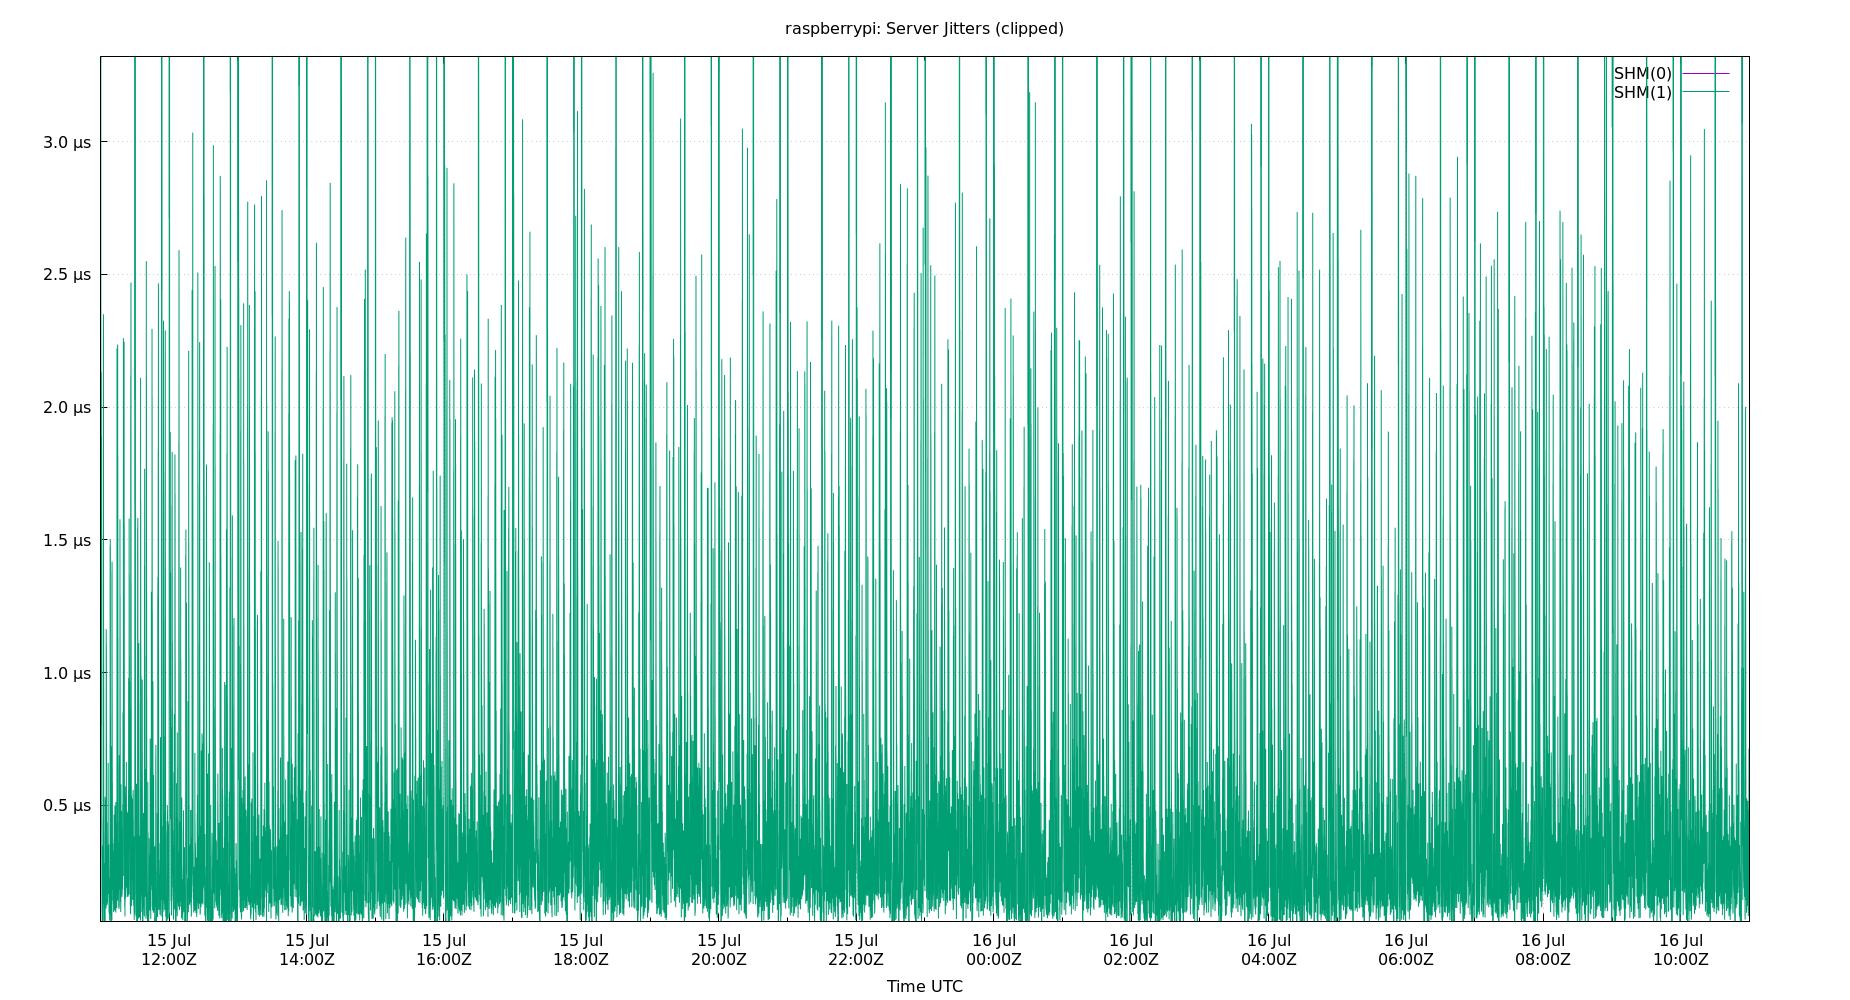 raspberrypi: Server Jitters (clipped)
SHM(0)
SHM(1)
3.0 µs
2.5 µs
2.0 µs
1.5 µs
1.0 µs
0.5 µs
15 Jul 15 Jul 15 Jul 15 Jul 15 Jul 15 Jul 16 Jul 16 Jul 16 Jul 16 Jul 16 Jul 16 Jul
12:00Z 14:00Z 16:00Z 18:00Z 20:00Z 22:00Z 00:00Z 02:00Z 04:00Z 06:00Z 08:00Z 10:00Z
Time UTC